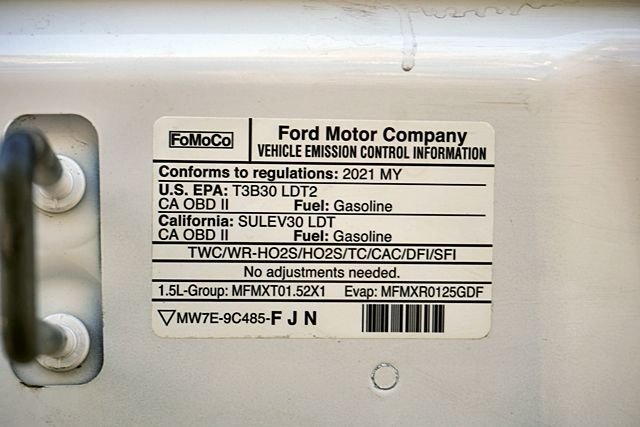 FoMoCo
Ford Motor Company
VEHICLE EMISSION CONTROL INFORMATION
Conforms to regulations: 2021 MY
U.S. EPA: T3B30 LDT2
CA OBD II Fuel: Gasoline
California: SULEV30 LDT
CA OBD II Fuel: Gasoline
TWC/WR-HO2S/HO2S/TC/CAC/DFI/SFI
No adjustments needed.
1.5L-Group: MFMXT01.52X1 Evap: MFMXR0125GDF
MW7E-9C485-F J N